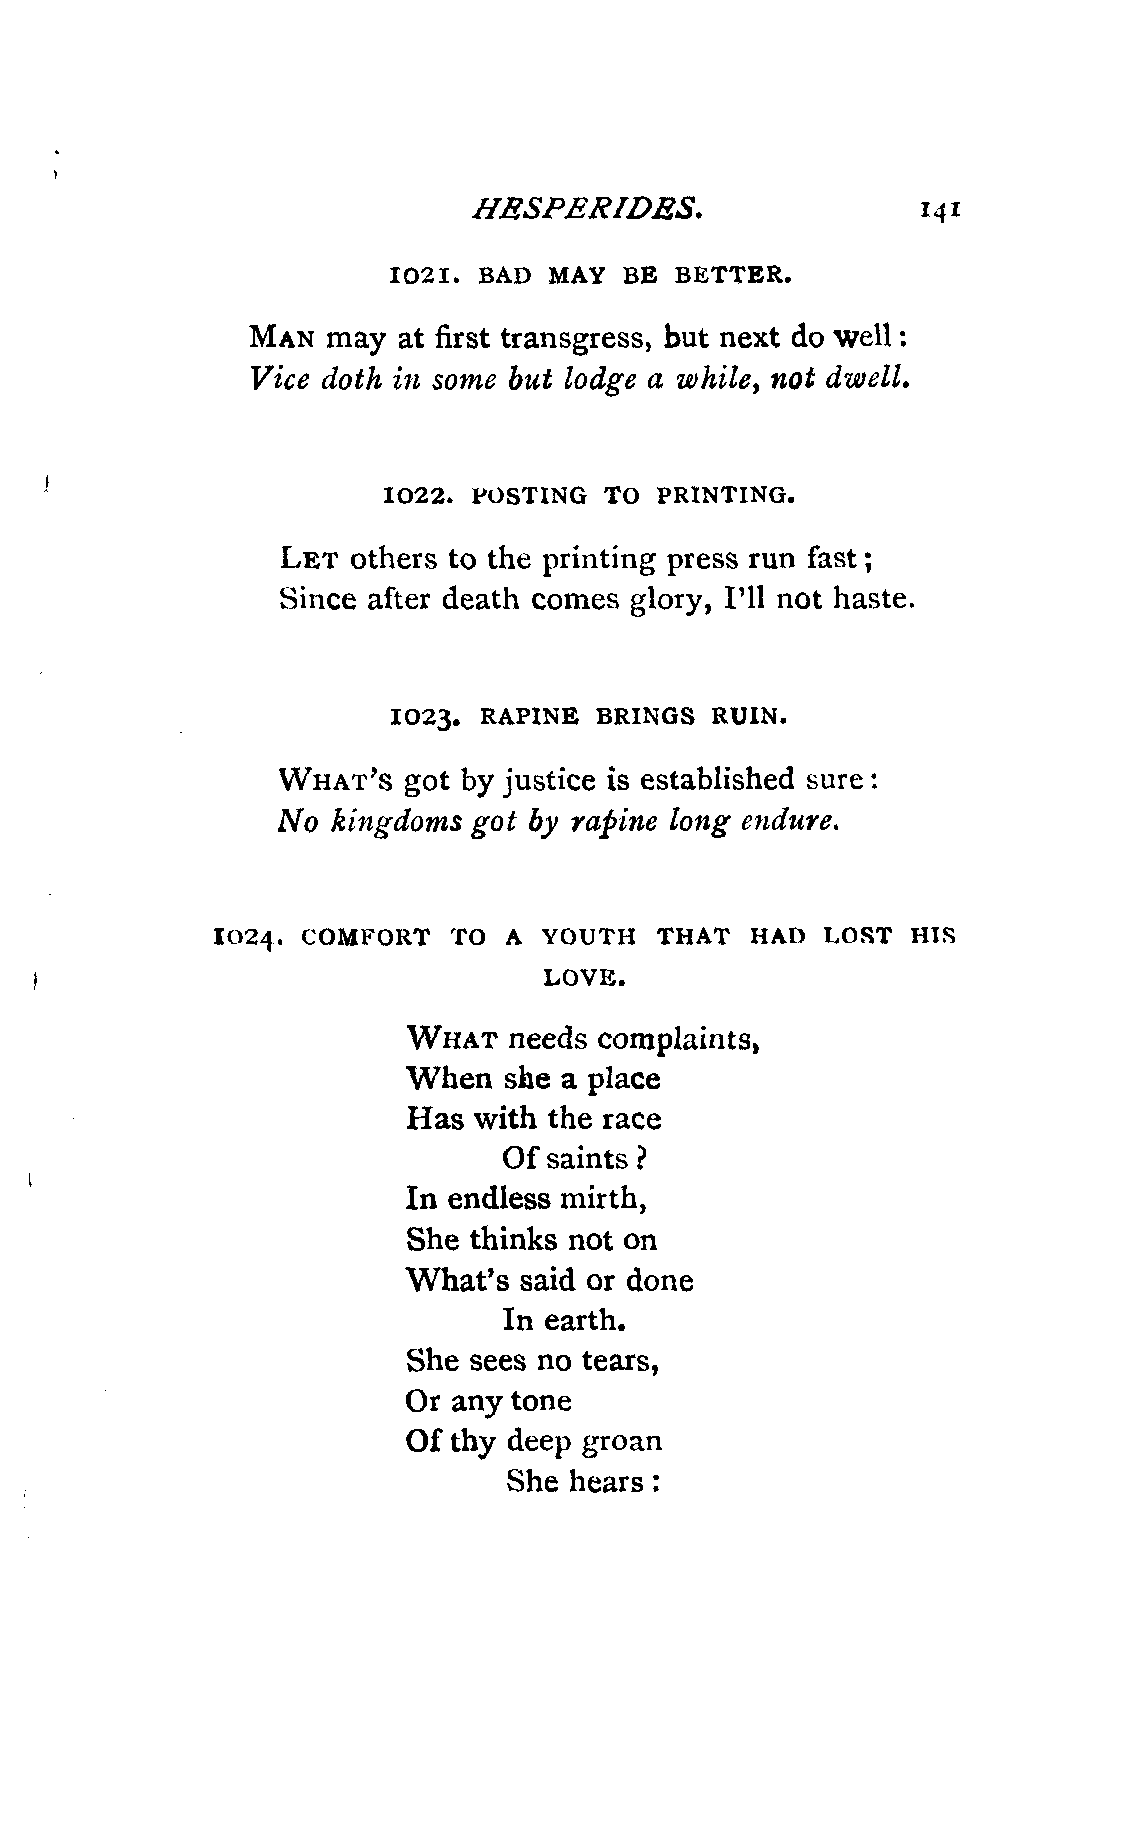 HESPERIDES. 141
1021. BAD MAY BE BETTER.
MAN may at first transgress, but next do well :
Vice doth in some but lodge a while, not dwell.
1022. POSTING TO PRINTING.
LET others to the printing press run fast ;
Since after death comes glory, I'll not haste.
1023. RAPINE BRINGS RUIN.
WHAT'S got by justice is established sure :
No kingdoms got by rapine long endure.
1024. COMFORT TO A YOUTH THAT HAD LOST HIS
LOVE.
WHAT needs complaints,
When she a place
Has with the race
Of saints ?
In endless mirth,
She thinks not on
What's said or done
In earth.
She sees no tears,
Or any tone
Of thy deep groan
She hears :